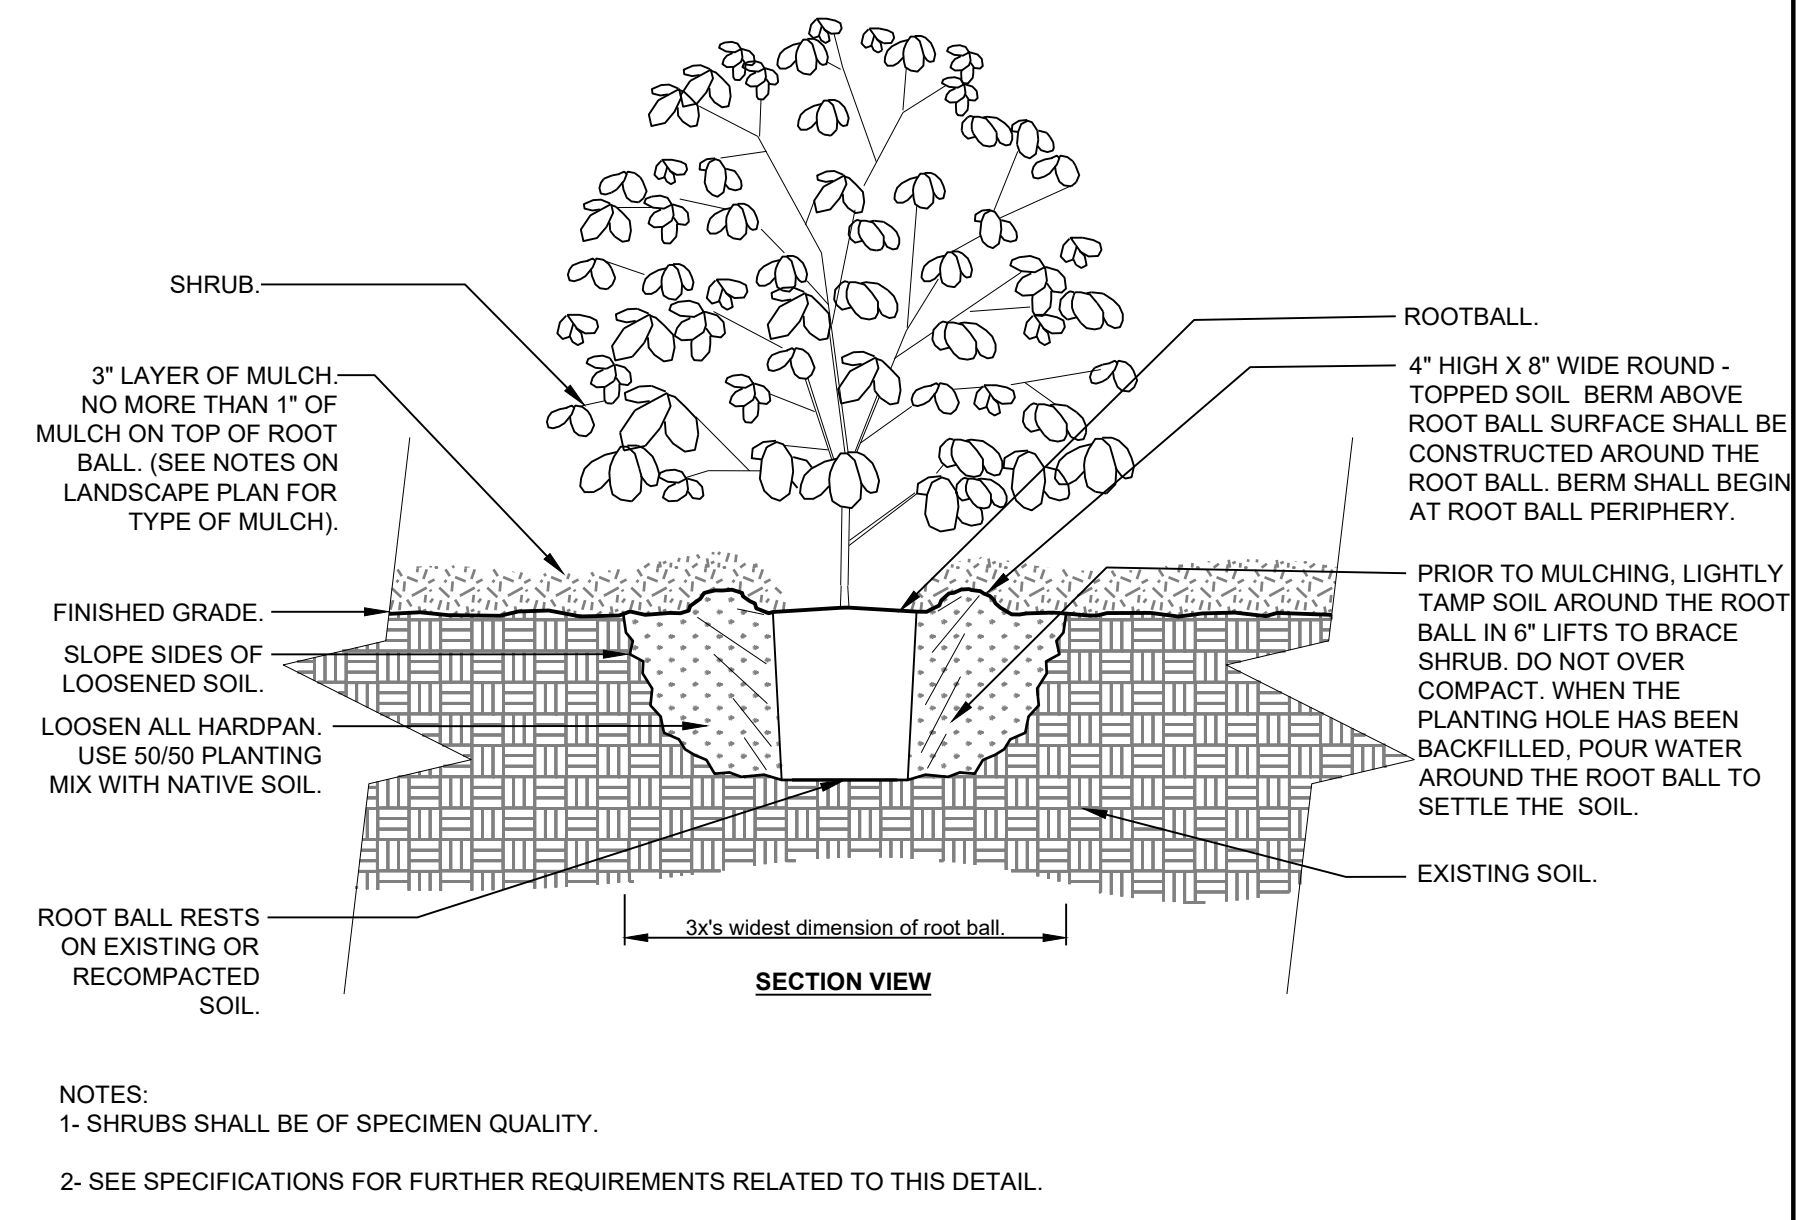 SHRUB.
3" LAYER OF MULCH.
NO MORE THAN 1" OF
MULCH ON TOP OF ROOT
BALL. (SEE NOTES ON
LANDSCAPE PLAN FOR
TYPE OF MULCH).
FINISHED GRADE.
SLOPE SIDES OF
LOOSENED SOIL.
LOOSEN ALL HARDPAN.
USE 50/50 PLANTING
MIX WITH NATIVE SOIL.
ROOT BALL RESTS
ON EXISTING OR
RECOMPACTED
SOIL.
ROOTBALL.
4" HIGH X 8" WIDE ROUND -
TOPPED SOIL  BERM ABOVE
ROOT BALL SURFACE SHALL BE
CONSTRUCTED AROUND THE
ROOT BALL. BERM SHALL BEGIN
AT ROOT BALL PERIPHERY.
PRIOR TO MULCHING, LIGHTLY
TAMP SOIL AROUND THE ROOT
BALL IN 6" LIFTS TO BRACE
SHRUB. DO NOT OVER
COMPACT. WHEN THE
PLANTING HOLE HAS BEEN
BACKFILLED, POUR WATER
AROUND THE ROOT BALL TO
SETTLE THE  SOIL.
EXISTING SOIL.
3x's widest dimension of root ball.
SECTION VIEW
NOTES:
1- SHRUBS SHALL BE OF SPECIMEN QUALITY.
2- SEE SPECIFICATIONS FOR FURTHER REQUIREMENTS RELATED TO THIS DETAIL.